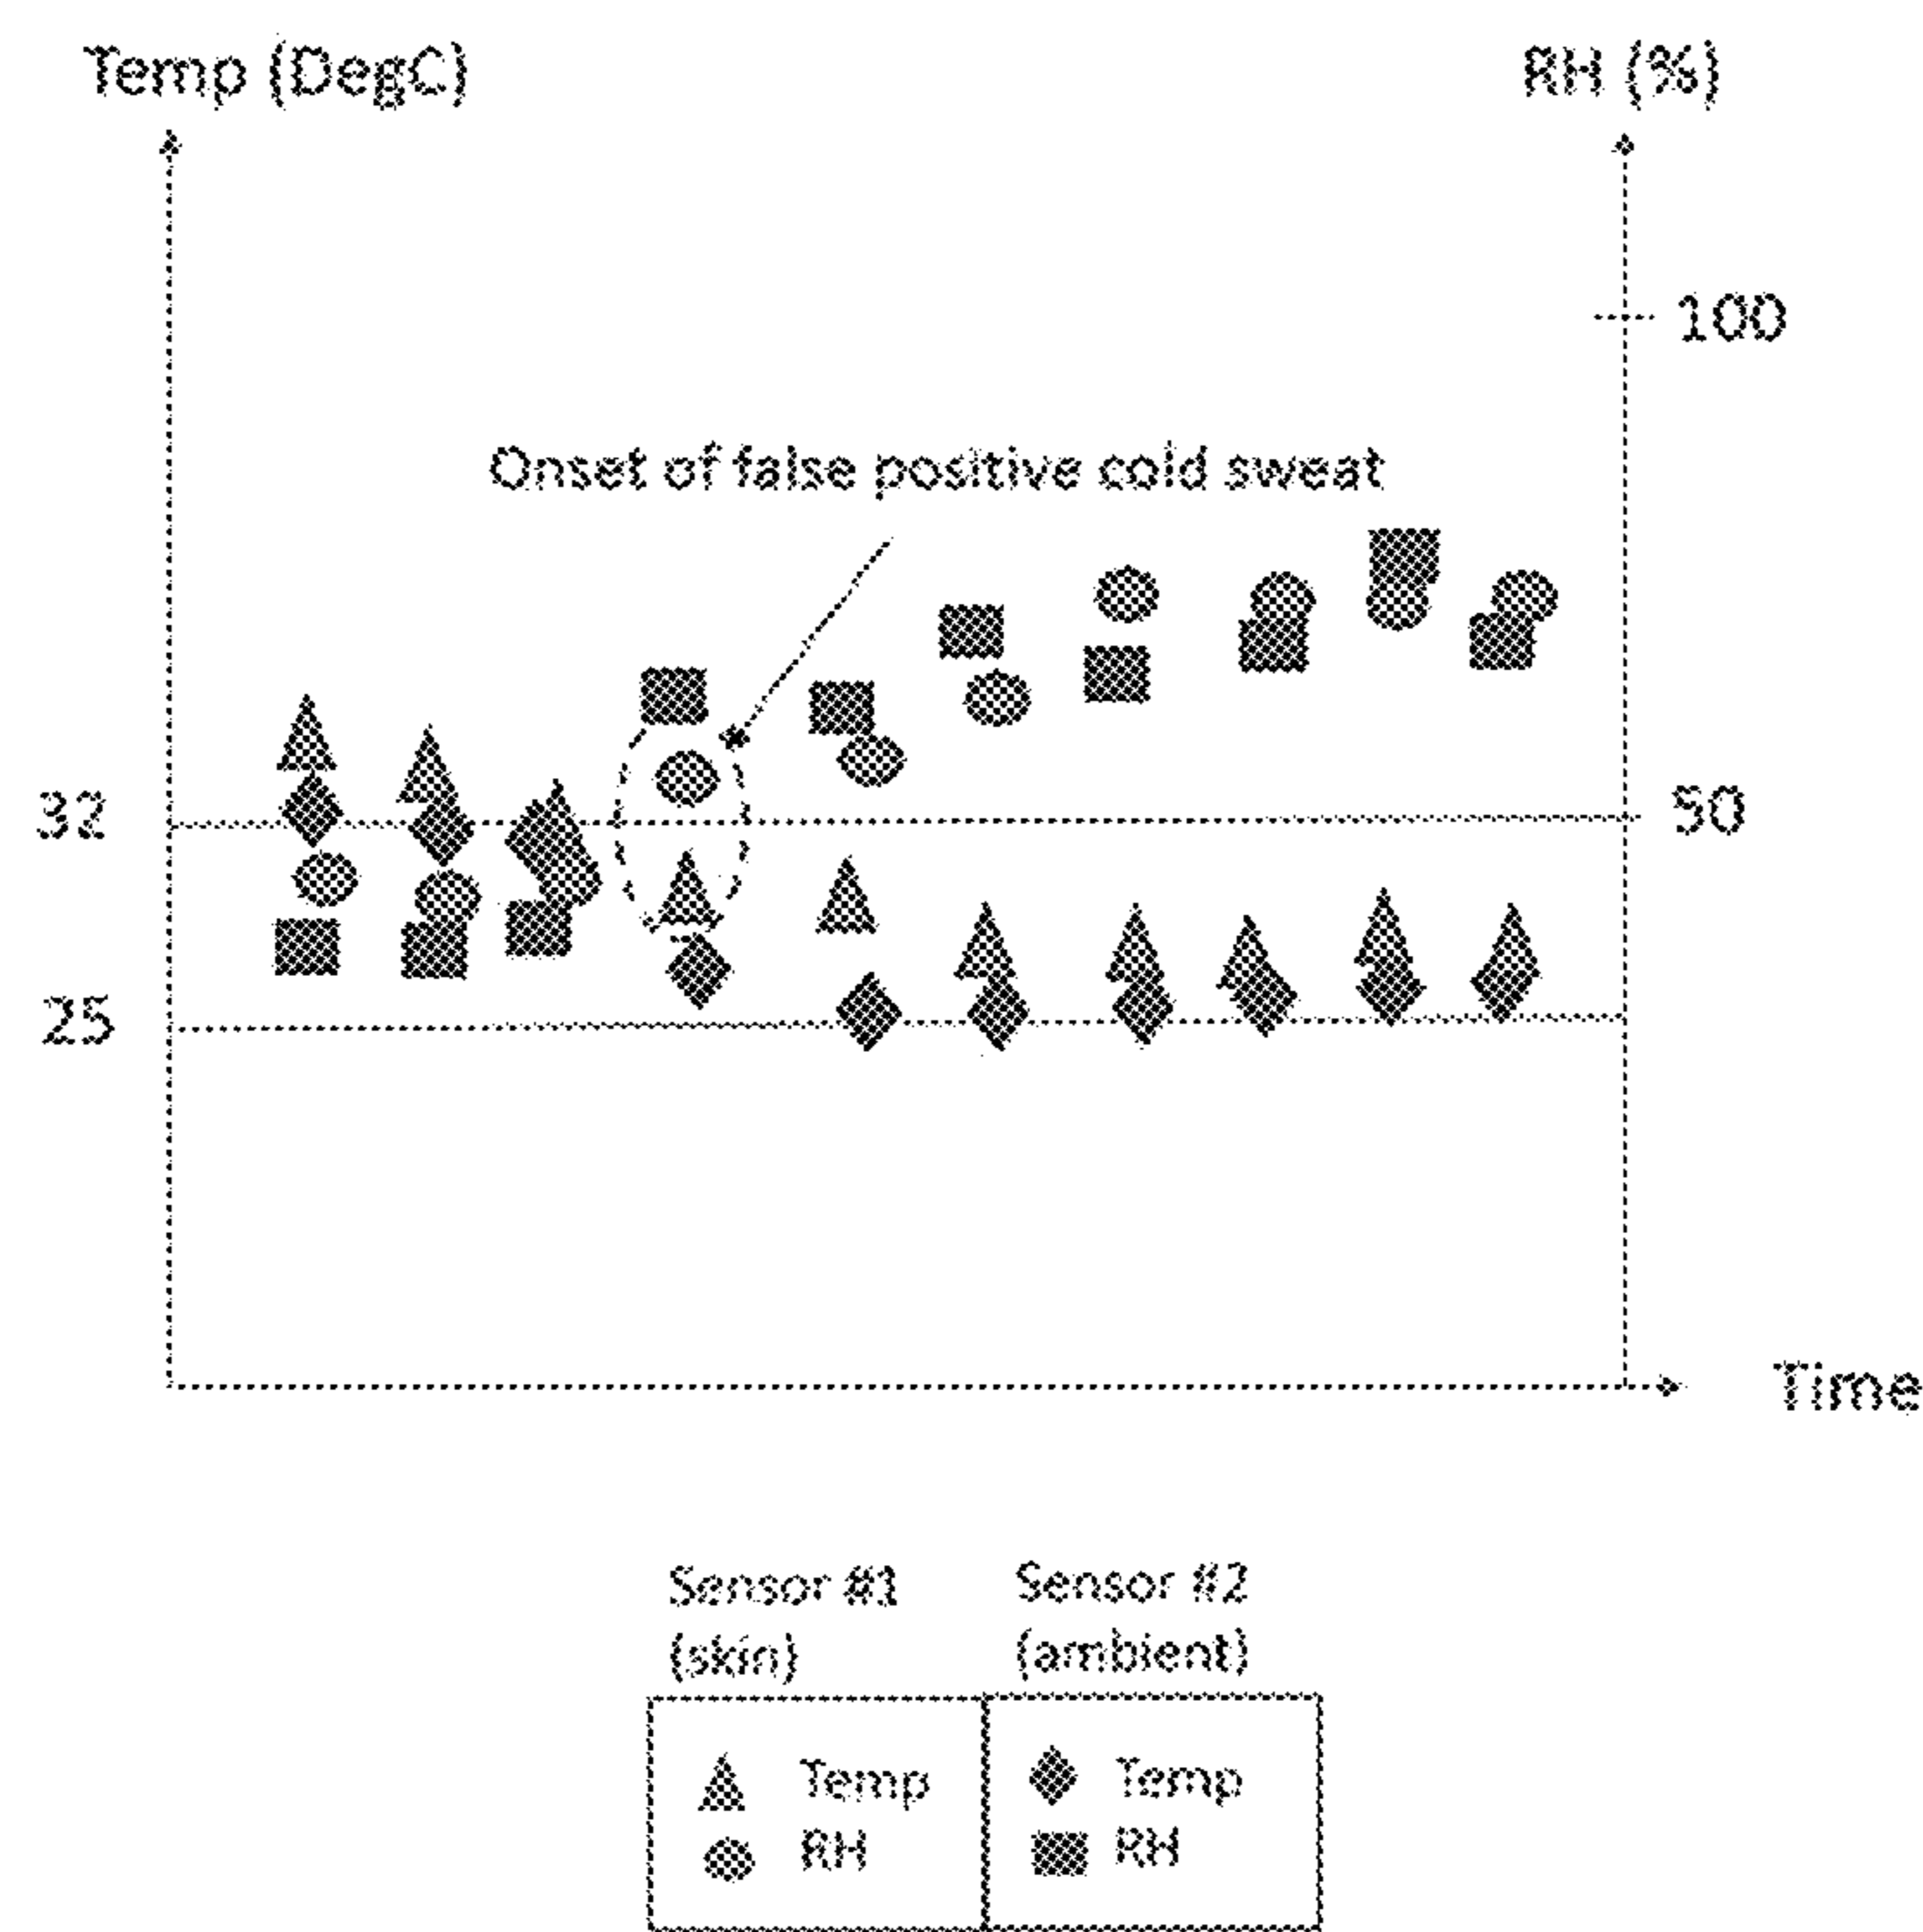 Temp (DegC)
RH (%)
100
Onset of false positive cold sweat
32
50
25
Time
Sensor #1
(skin)
Sensor #2
(ambient)
Temp
RH
Temp
RH